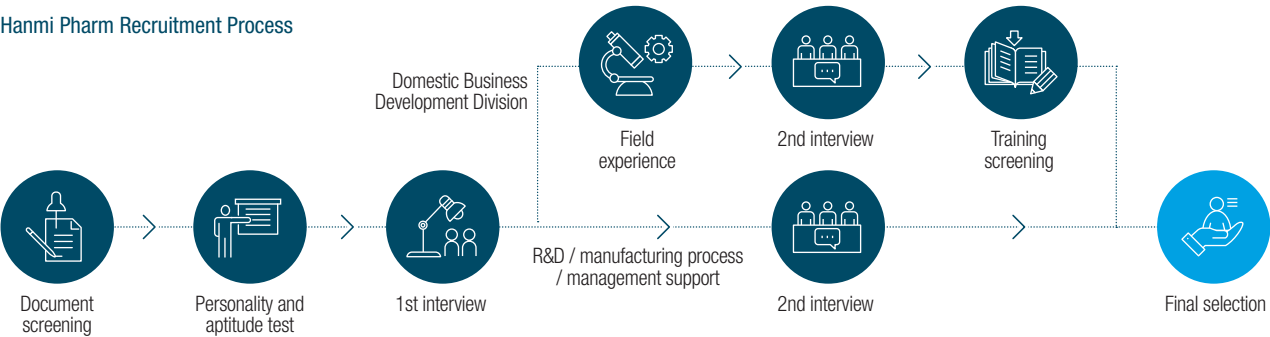 Hanmi Pharm Recruitment Process
Domestic Business
Development Division
Field
experience
2nd interview
Training
screening
Document
screening
Personality and
aptitude test
1st interview
R&D / manufacturing process
/ management support
2nd interview
Final selection